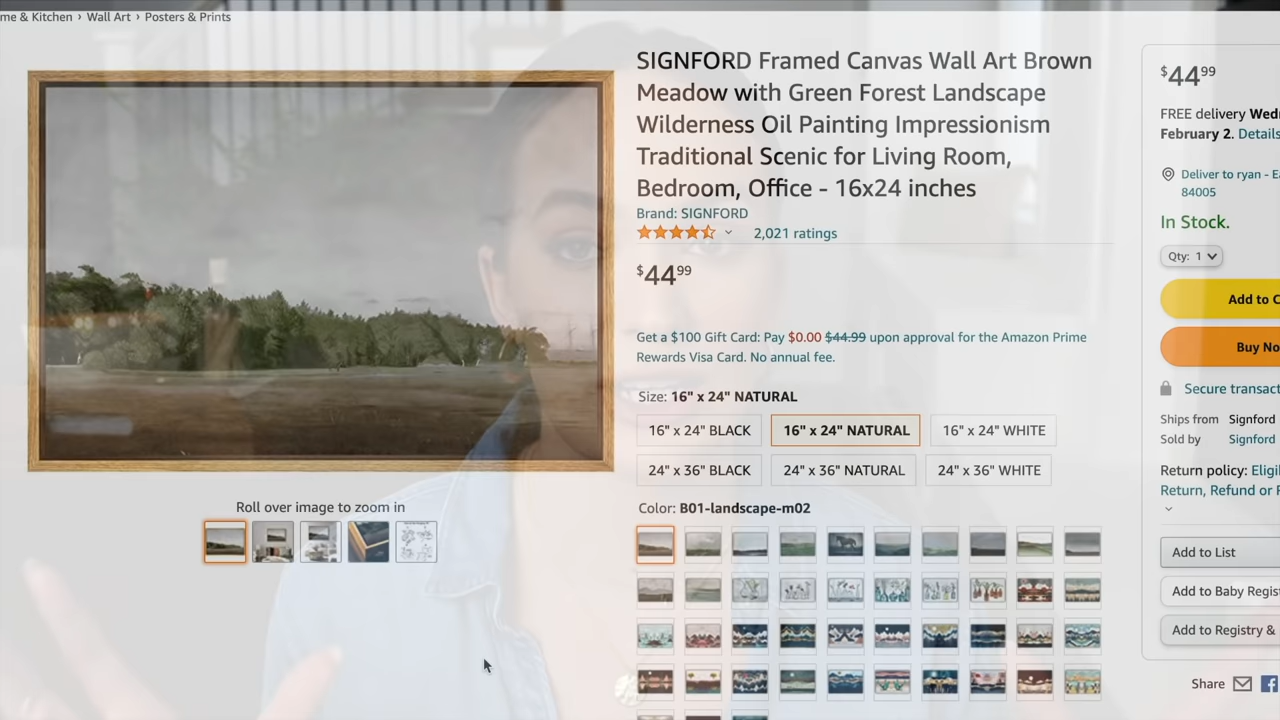 me & Kitchen › Wall Art › Posters & Prints
SIGNFORD Framed Canvas Wall Art Brown
Meadow with Green Forest Landscape
Wilderness Oil Painting Impressionism
Traditional Scenic for Living Room,
Bedroom, Office - 16x24 inches
Brand: SIGNFORD
2,021 ratings
$44⁹⁹
Get a $100 Gift Card: Pay $0.00 $44.99 upon approval for the Amazon Prime
Rewards Visa Card. No annual fee.
Size: 16" x 24" NATURAL
16" x 24" BLACK
16" x 24" NATURAL
16" x 24" WHITE
24" x 36" BLACK
24" x 36" NATURAL
24" x 36" WHITE
Color: B01-landscape-m02
Roll over image to zoom in
$44⁹⁹
FREE delivery Wed
February 2. Details
Deliver to ryan - Ea
84005
In Stock.
Qty: 1
Add to C
Buy No
Secure transact
Ships from Signford
Sold by Signford
Return policy: Eligi
Return, Refund or R
Add to List
Add to Baby Regis
Add to Registry &
Share